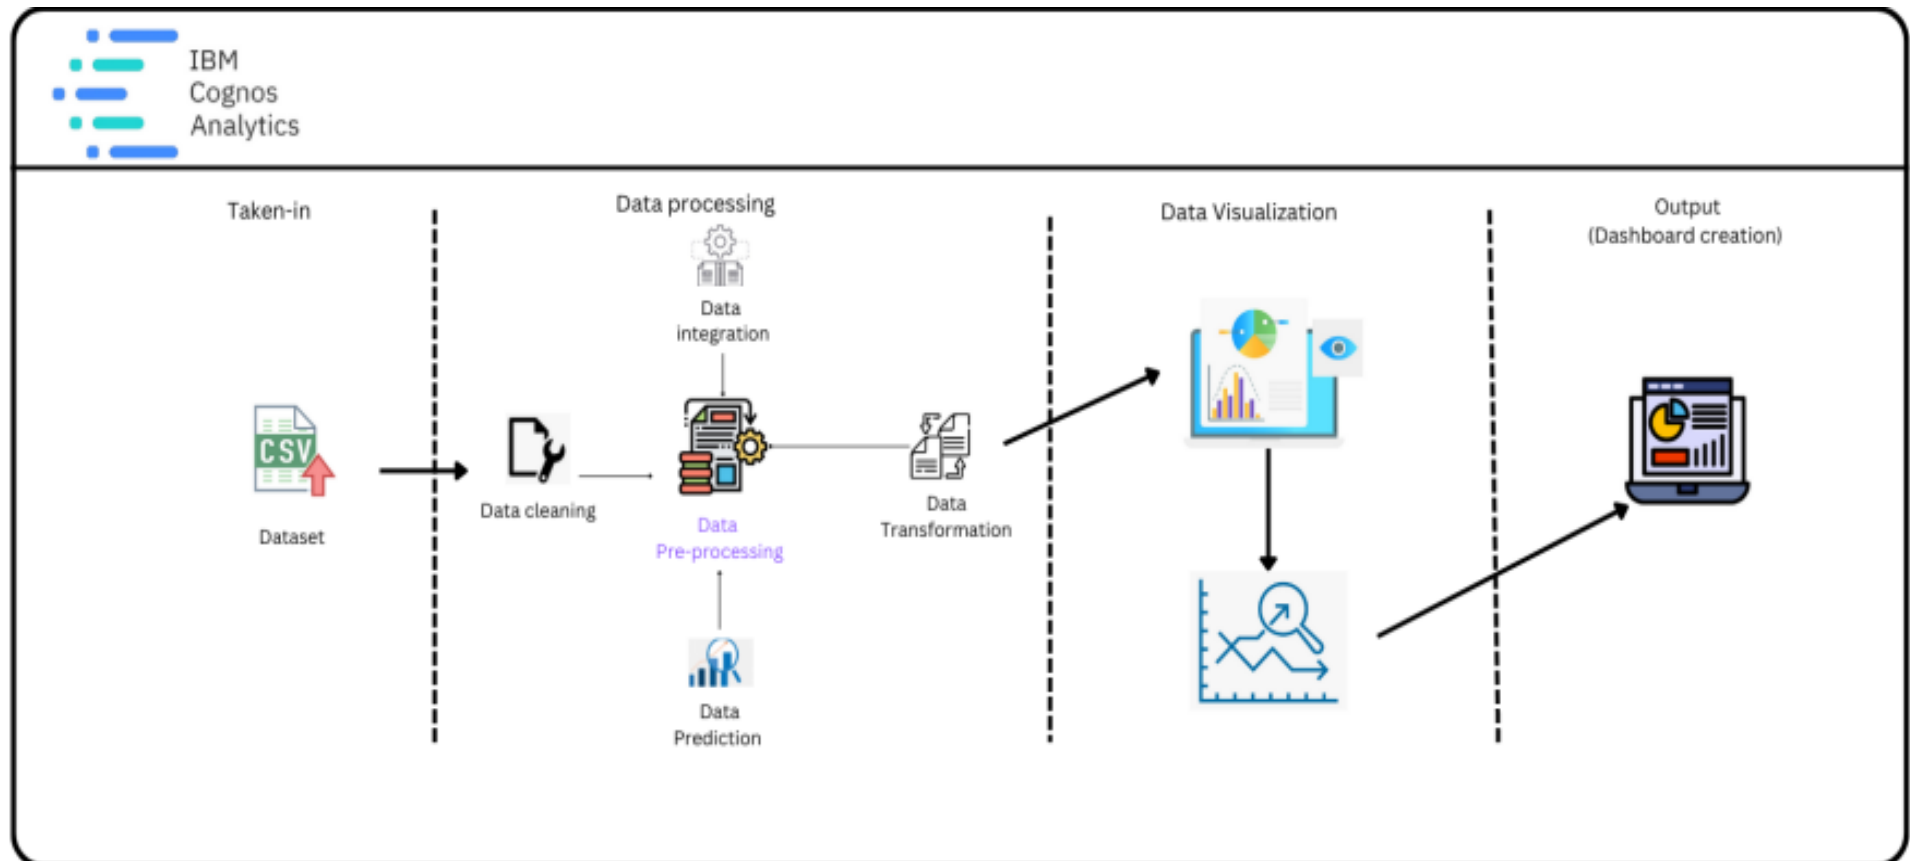 IBM
Cognos
Analytics
Taken-in
Data processing
Data Visualization
Output
(Dashboard creation)
Data
integration
CSV
Dataset
Data cleaning
Data
Pre-processing
Data
Transformation
Data
Prediction